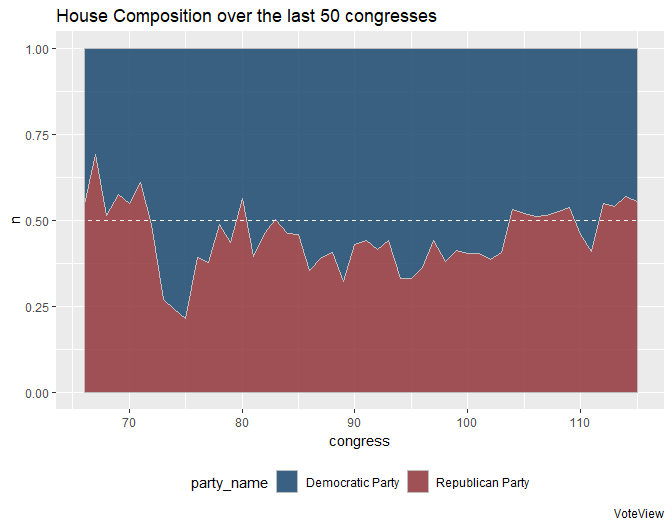 House Composition over the last 50 congresses
1.00
0.75
n
0.50
0.25
0.00
70 80 90 100 110
congress
party_name Democratic Party Republican Party
VoteView